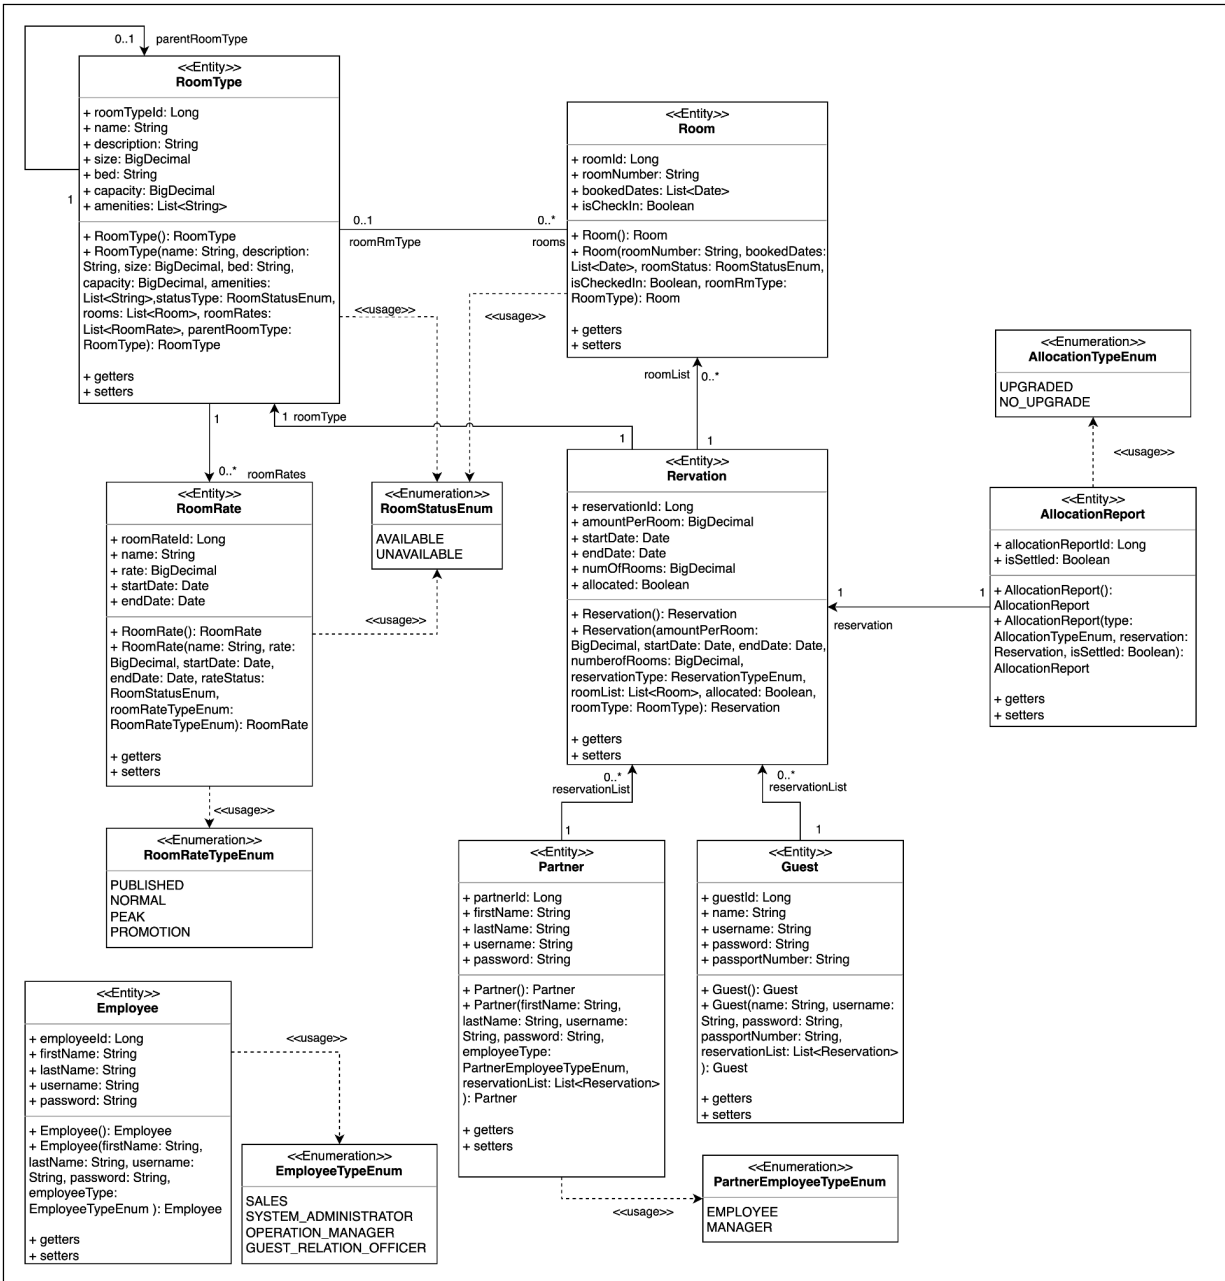 0..1
parentRoomType
<<Entity>>
RoomType
+ roomTypeId: Long
+ name: String
+ description: String
+ size: BigDecimal
+ bed: String
+ capacity: BigDecimal
+ amenities: List<String>
+ RoomType(): RoomType
+ RoomType(name: String, description:
String, size: BigDecimal, bed: String,
capacity: BigDecimal, amenities:
List<String>,statusType: RoomStatusEnum,
rooms: List<Room>, roomRates:
List<RoomRate>, parentRoomType:
RoomType): RoomType
+ getters
+ setters
1
0..1
roomRmType
0..*
rooms
<<Entity>>
Room
+ roomId: Long
+ roomNumber: String
+ bookedDates: List<Date>
+ isCheckIn: Boolean
+ Room(): Room
+ Room(roomNumber: String, bookedDates:
List<Date>, roomStatus: RoomStatusEnum,
isCheckedIn: Boolean, roomRmType:
RoomType): Room
+ getters
+ setters
<<usage>>
<<usage>>
roomList
0..*
1
1
1 roomType
1
0..*
roomRates
<<Entity>>
RoomRate
+ roomRateId: Long
+ name: String
+ rate: BigDecimal
+ startDate: Date
+ endDate: Date
+ RoomRate(): RoomRate
+ RoomRate(name: String, rate:
BigDecimal, startDate: Date,
endDate: Date, rateStatus:
RoomStatusEnum,
roomRateTypeEnum:
RoomRateTypeEnum): RoomRate
+ getters
+ setters
<<Enumeration>>
RoomStatusEnum
AVAILABLE
UNAVAILABLE
<<usage>>
<<Entity>>
Rervation
+ reservationId: Long
+ amountPerRoom: BigDecimal
+ startDate: Date
+ endDate: Date
+ numOfRooms: BigDecimal
+ allocated: Boolean
+ Reservation(): Reservation
+ Reservation(amountPerRoom:
BigDecimal, startDate: Date, endDate: Date,
numberofRooms: BigDecimal,
reservationType: ReservationTypeEnum,
roomList: List<Room>, allocated: Boolean,
roomType: RoomType): Reservation
+ getters
+ setters
<<Enumeration>>
AllocationTypeEnum
UPGRADED
NO_UPGRADE
<<usage>>
<<Entity>>
AllocationReport
+ allocationReportId: Long
+ isSettled: Boolean
+ AllocationReport():
AllocationReport
+ AllocationReport(type:
AllocationTypeEnum, reservation:
Reservation, isSettled: Boolean):
AllocationReport
+ getters
+ setters
1
1
reservation
<<usage>>
<<Enumeration>>
RoomRateTypeEnum
PUBLISHED
NORMAL
PEAK
PROMOTION
0..*
reservationList
1
0..*
reservationList
1
<<Entity>>
Partner
+ partnerId: Long
+ firstName: String
+ lastName: String
+ username: String
+ password: String
+ Partner(): Partner
+ Partner(firstName: String,
lastName: String, username:
String, password: String,
employeeType:
PartnerEmployeeTypeEnum,
reservationList: List<Reservation>
): Partner
+ getters
+ setters
<<Entity>>
Guest
+ guestId: Long
+ name: String
+ username: String
+ password: String
+ passportNumber: String
+ Guest(): Guest
+ Guest(name: String, username:
String, password: String,
passportNumber: String,
reservationList: List<Reservation>
): Guest
+ getters
+ setters
<<Entity>>
Employee
+ employeeId: Long
+ firstName: String
+ lastName: String
+ username: String
+ password: String
+ Employee(): Employee
+ Employee(firstName: String,
lastName: String, username:
String, password: String,
employeeType:
EmployeeTypeEnum ): Employee
+ getters
+ setters
<<usage>>
<<Enumeration>>
EmployeeTypeEnum
SALES
SYSTEM_ADMINISTRATOR
OPERATION_MANAGER
GUEST_RELATION_OFFICER
<<usage>>
<<Enumeration>>
PartnerEmployeeTypeEnum
EMPLOYEE
MANAGER